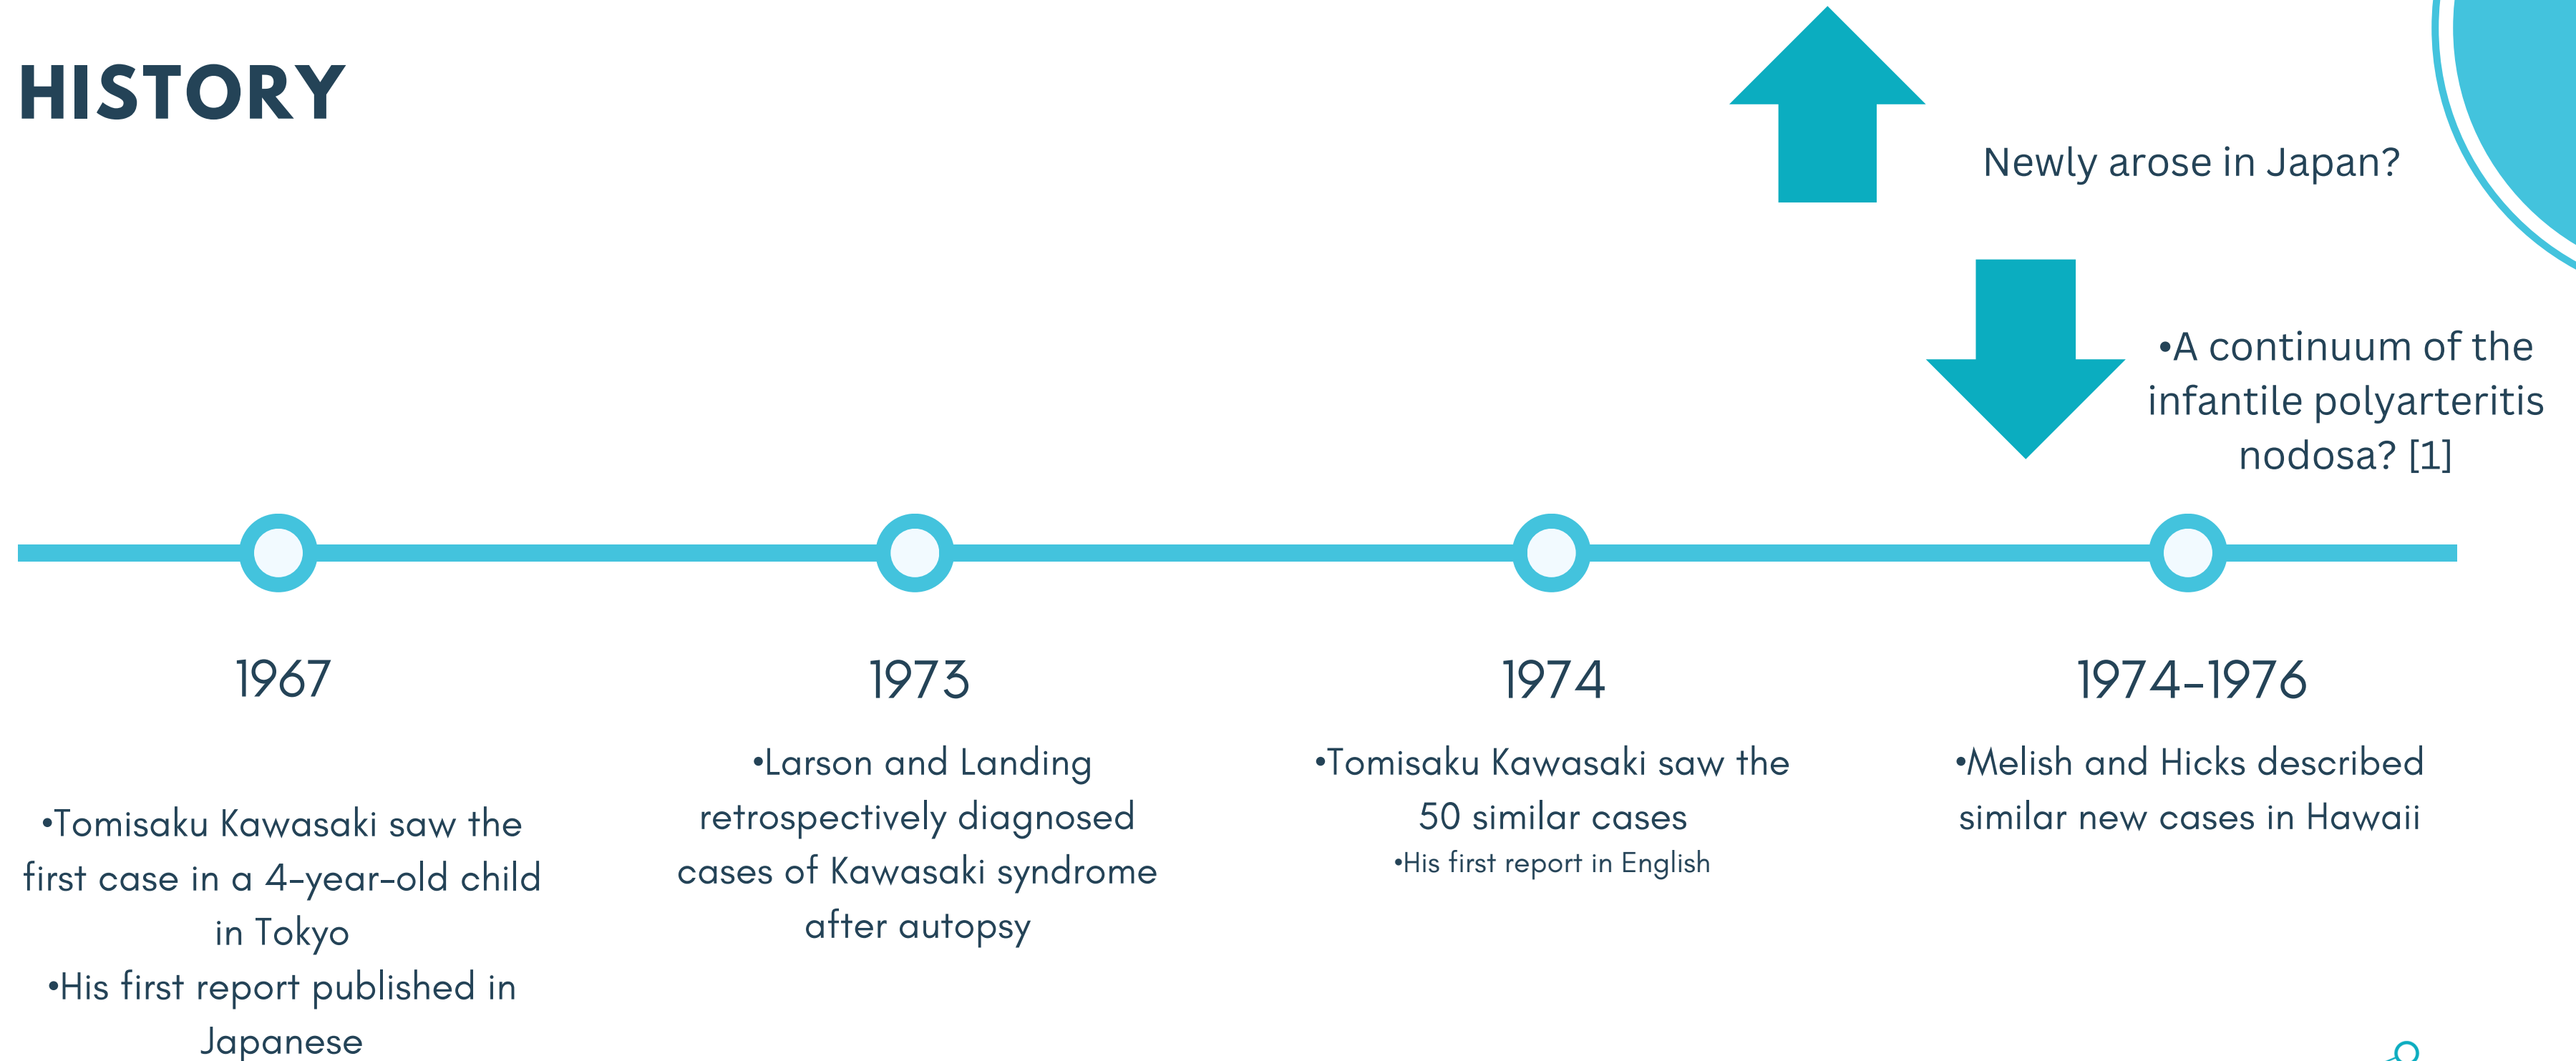 HISTORY
Newly arose in Japan?
•A continuum of the
infantile polyarteritis
nodosa? [1]
1967
•Tomisaku Kawasaki saw the
first case in a 4-year-old child
in Tokyo
•His first report published in
Japanese
1973
•Larson and Landing
retrospectively diagnosed
cases of Kawasaki syndrome
after autopsy
1974
•Tomisaku Kawasaki saw the
50 similar cases
•His first report in English
1974-1976
•Melish and Hicks described
similar new cases in Hawaii